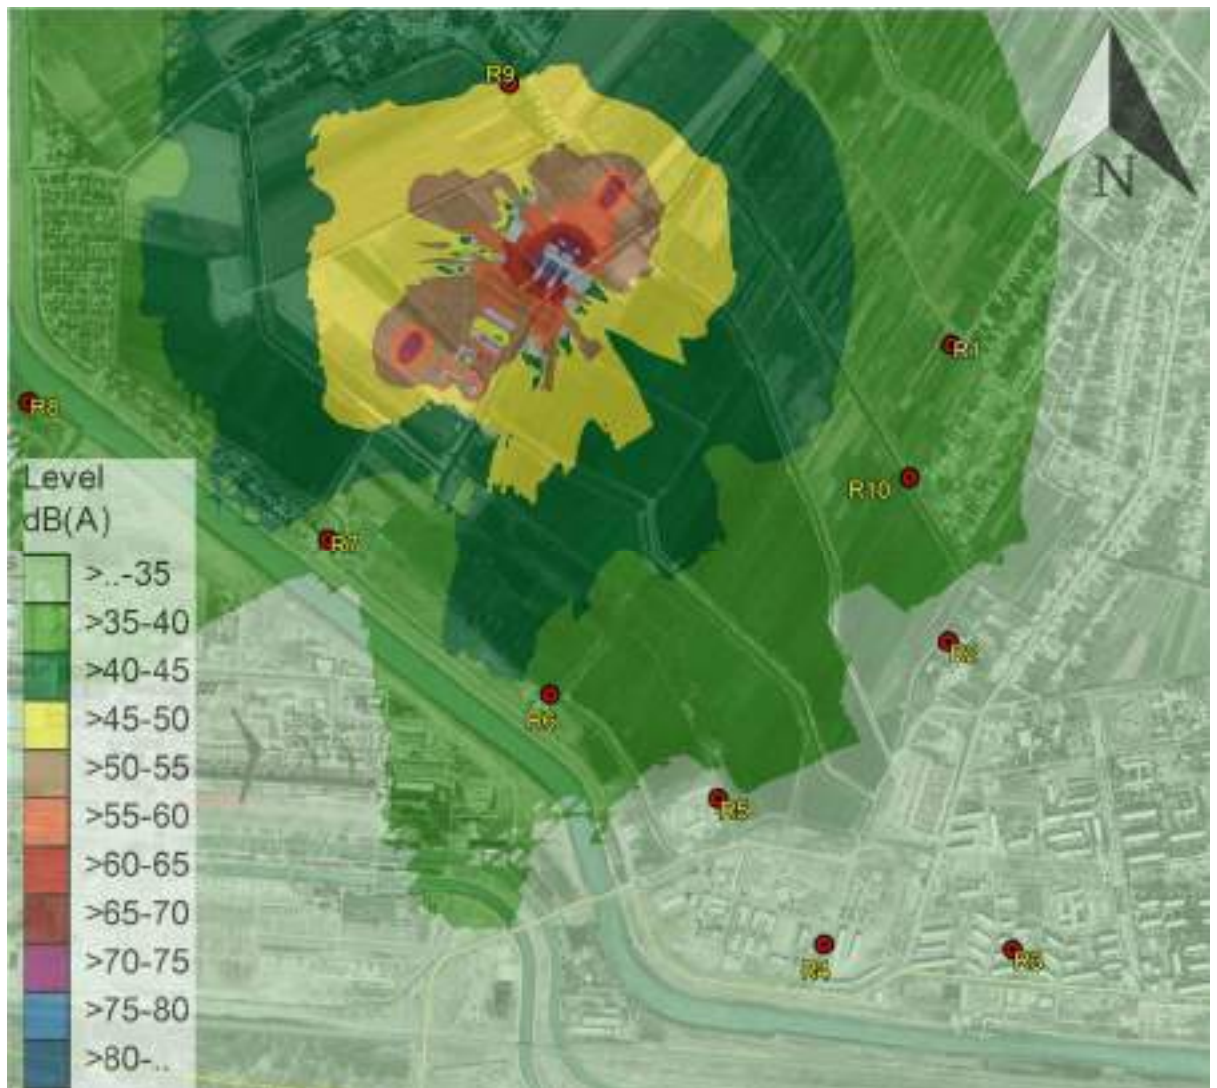 R9
N
R1
R8
R10
Level
dB(A)
R7
>..-35
>35-40
>40-45
R2
>45-50
R6
>50-55
R5
>55-60
>60-65
>65-70
R4
R3
>70-75
>75-80
>80-..